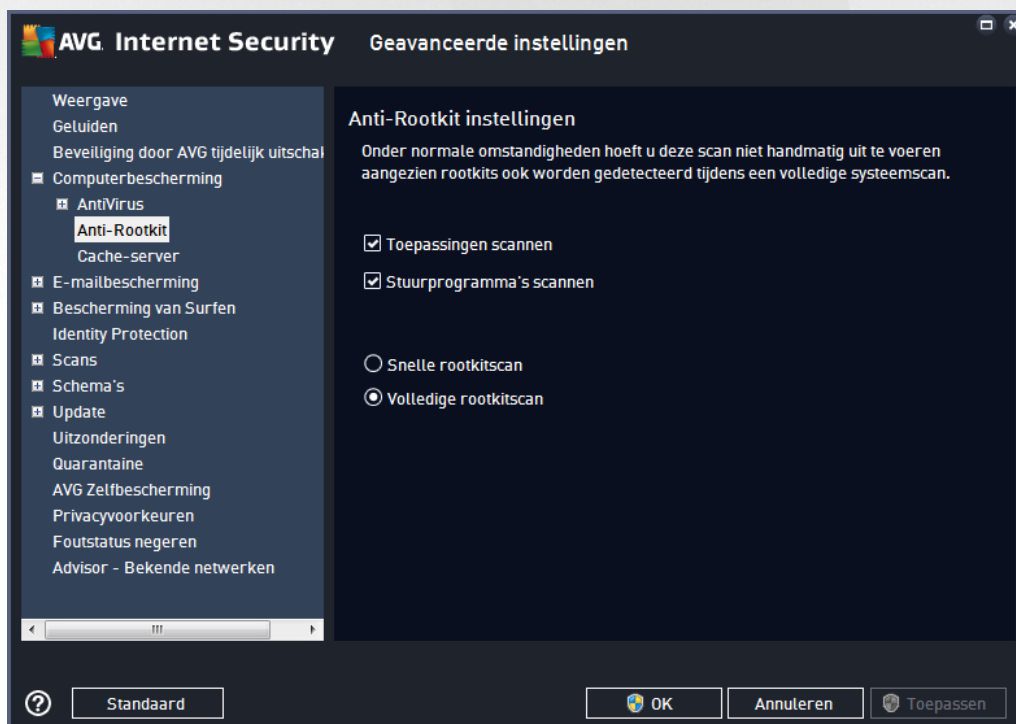 AVG. Internet Security
Geavanceerde instellingen
Weergave
Geluiden
Beveiliging door AVG tijdelijk uitschal
Computerbescherming
AntiVirus
Anti-Rootkit
Cache-server
E-mailbescherming
Bescherming van Surfen
Identity Protection
Scans
Schema's
Update
Uitzonderingen
Quarantaine
AVG Zelfbescherming
Privacyvoorkeuren
Foutstatus negeren
Advisor - Bekende netwerken
Anti-Rootkit instellingen
Onder normale omstandigheden hoeft u deze scan niet handmatig uit te voeren
aangezien rootkits ook worden gedetecteerd tijdens een volledige systeemscan.
Toepassingen scannen
Stuurprogramma's scannen
Snelle rootkitscan
Volledige rootkitscan
Standaard
OK
Annuleren
Toepassen